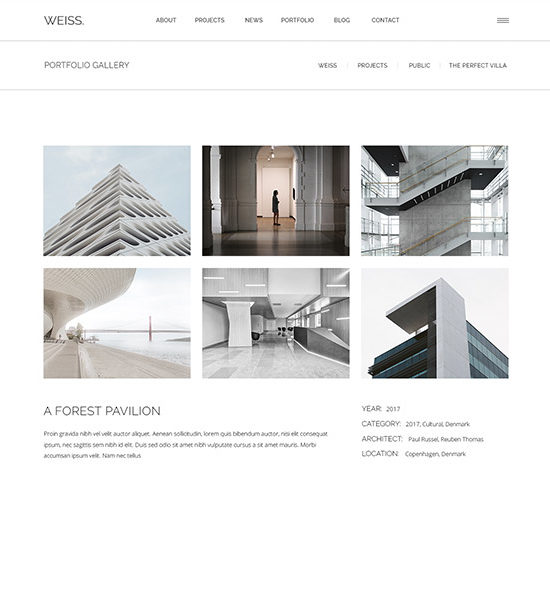 WEISS.
ABOUT PROJECTS NEWS PORTFOLIO BLOG CONTACT
PORTFOLIO GALLERY
WEISS | PROJECTS | PUBLIC | THE PERFECT VILLA
A FOREST PAVILION
Proin gravida nibh vel velit auctor aliquet. Aenean sollicitudin, lorem quis bibendum auctor, nisi elit consequat
ipsum, nec sagittis sem nibh id elit. Duis sed odio sit amet nibh vulputate cursus a sit amet mauris. Morbi
accumsan ipsum velit. Nam nec tellus
YEAR: 2017
CATEGORY: 2017, Cultural, Denmark
ARCHITECT: Paul Russel, Reuben Thomas
LOCATION: Copenhagen, Denmark